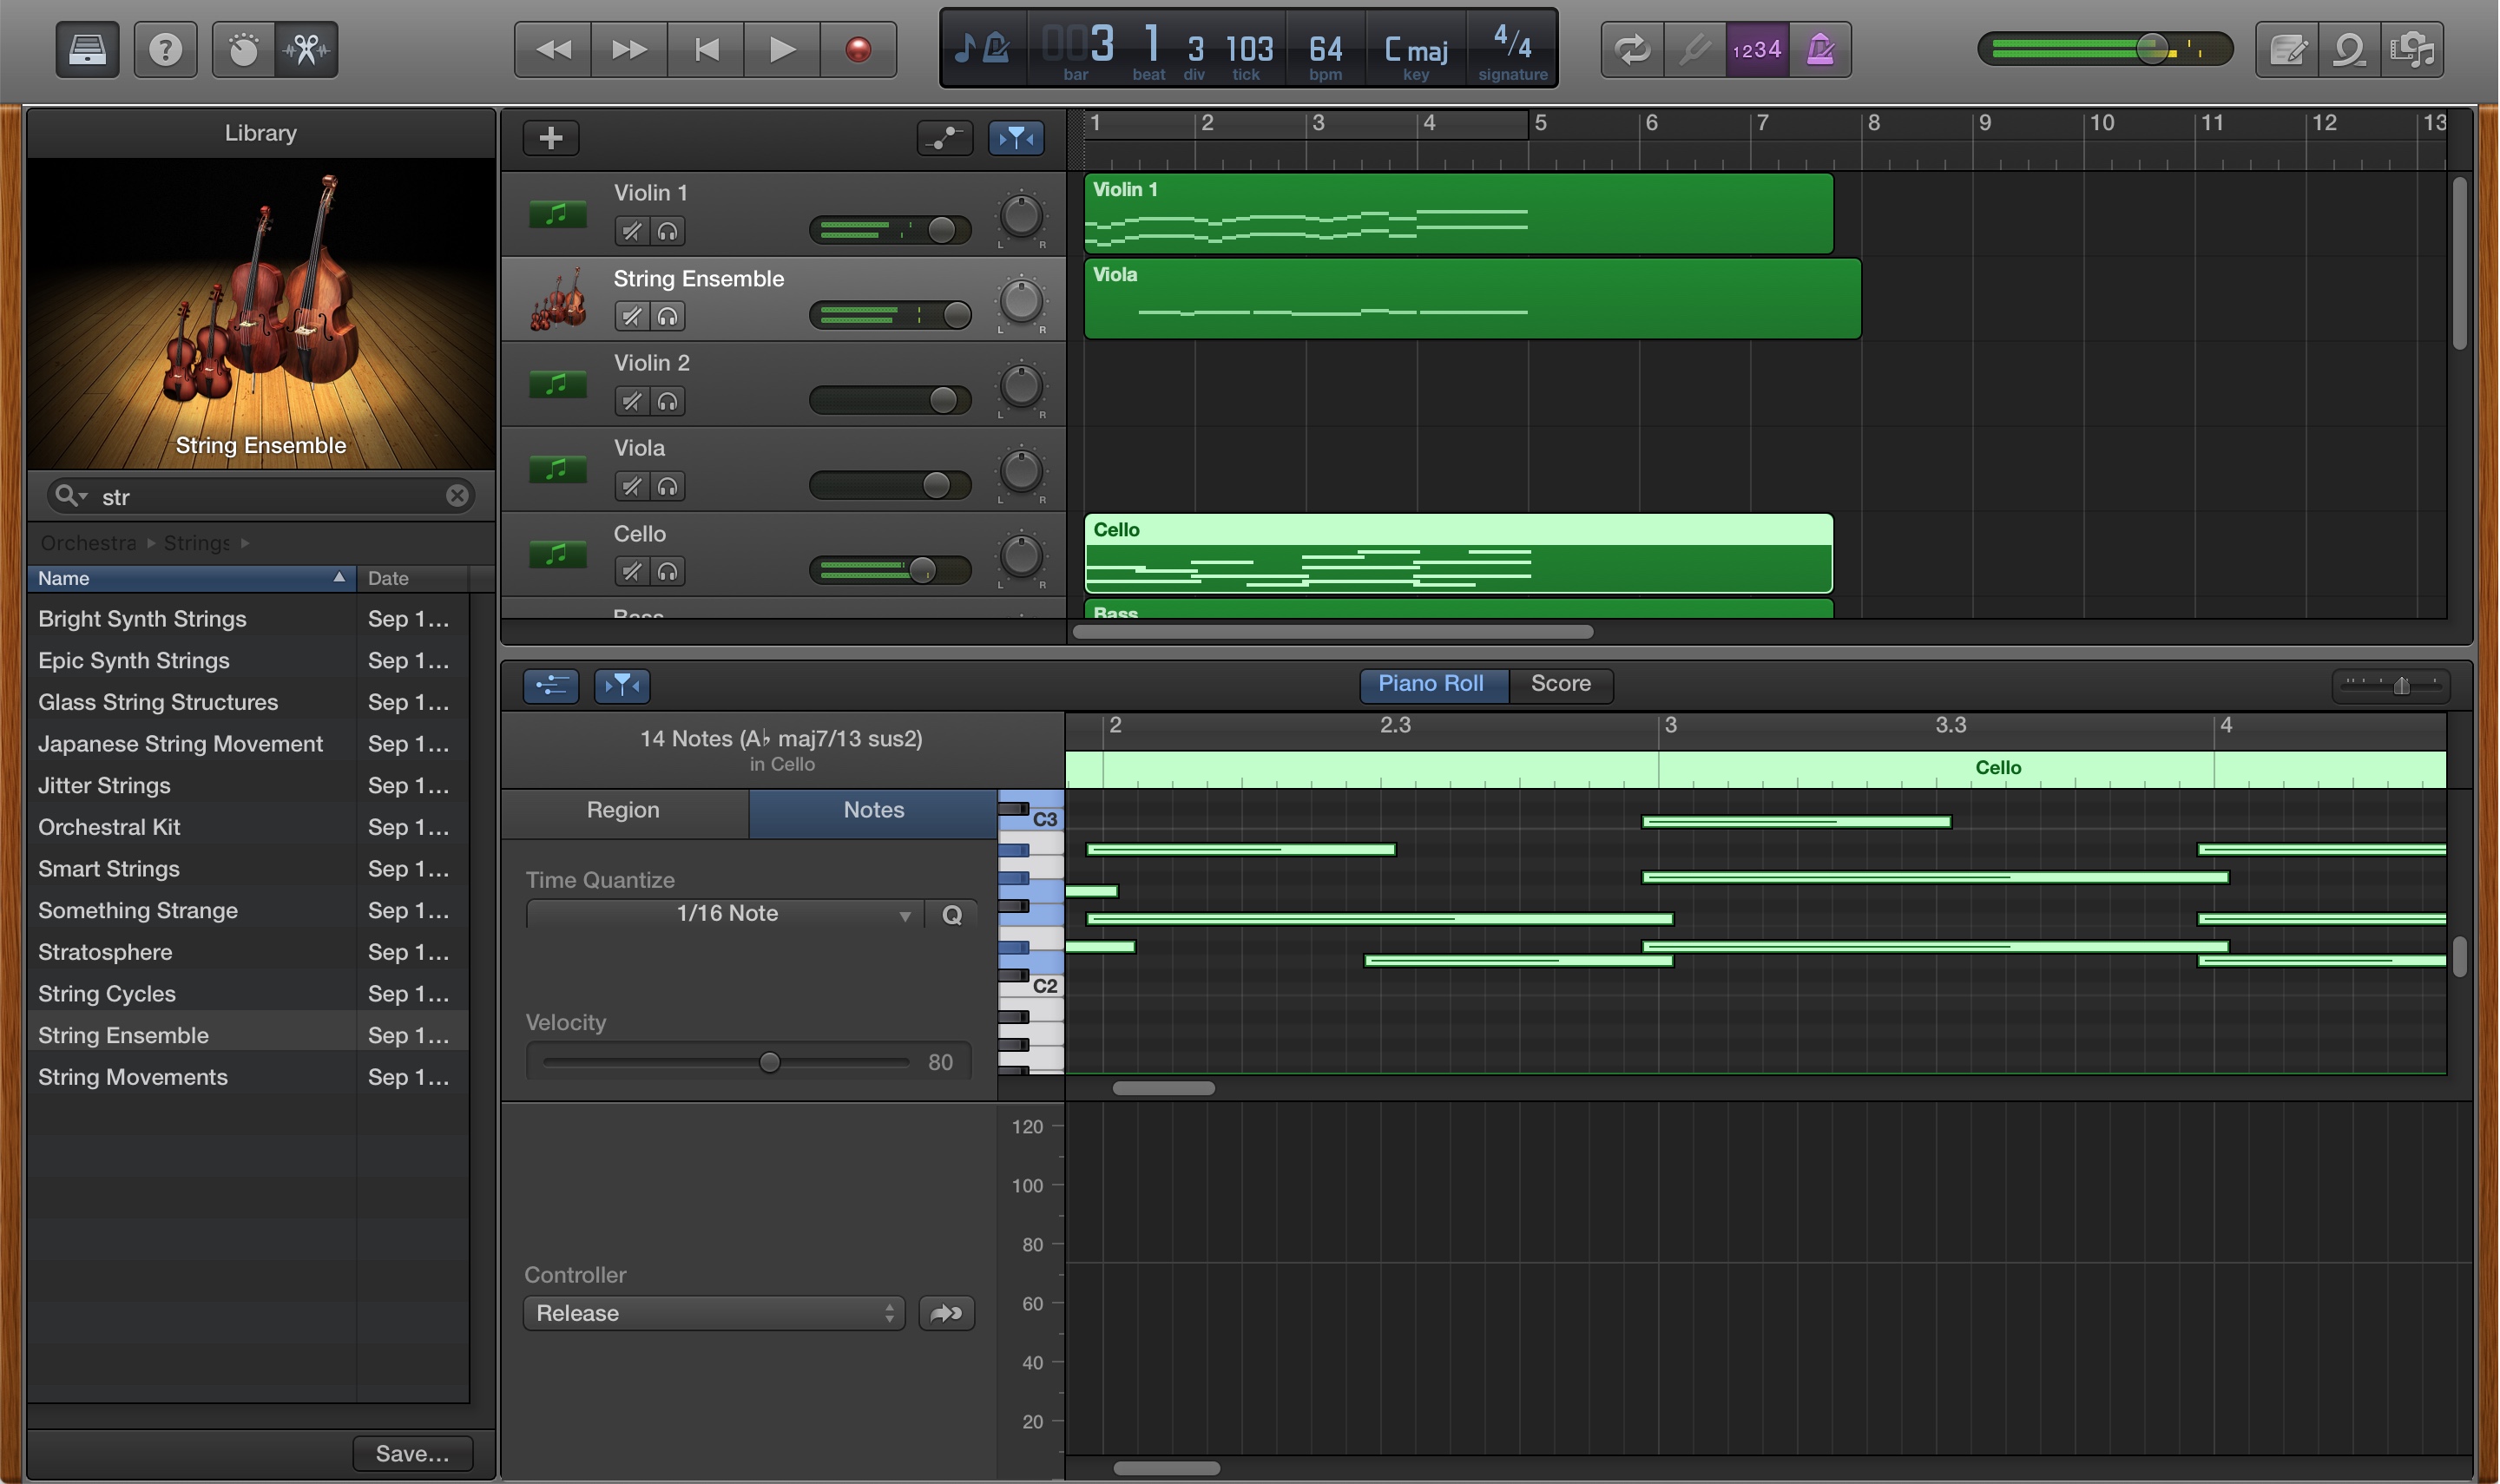 3 1 3 103 64 C maj 4/4
bar beat div tick bpm key signature
1234
Library
String Ensemble
str
Orchestra Strings
Name Date
Bright Synth Strings Sep 1...
Epic Synth Strings Sep 1...
Glass String Structures Sep 1...
Japanese String Movement Sep 1...
Jitter Strings Sep 1...
Orchestral Kit Sep 1...
Smart Strings Sep 1...
Something Strange Sep 1...
Stratosphere Sep 1...
String Cycles Sep 1...
String Ensemble Sep 1...
String Movements Sep 1...
Save...
1 2 3 4 5 6 7 8 9 10 11 12 13
Violin 1
L R
Violin 1
String Ensemble
L R
Viola
Violin 2
L R
Viola
L R
Cello
L R
Cello
Bass
Bass
Piano Roll Score
14 Notes (A♭ maj7/13 sus2)
in Cello
2 2.3 3 3.3 4
Cello
Region Notes
Time Quantize
1/16 Note Q
Velocity
80
C3
C2
Controller
Release
120
100
80
60
40
20